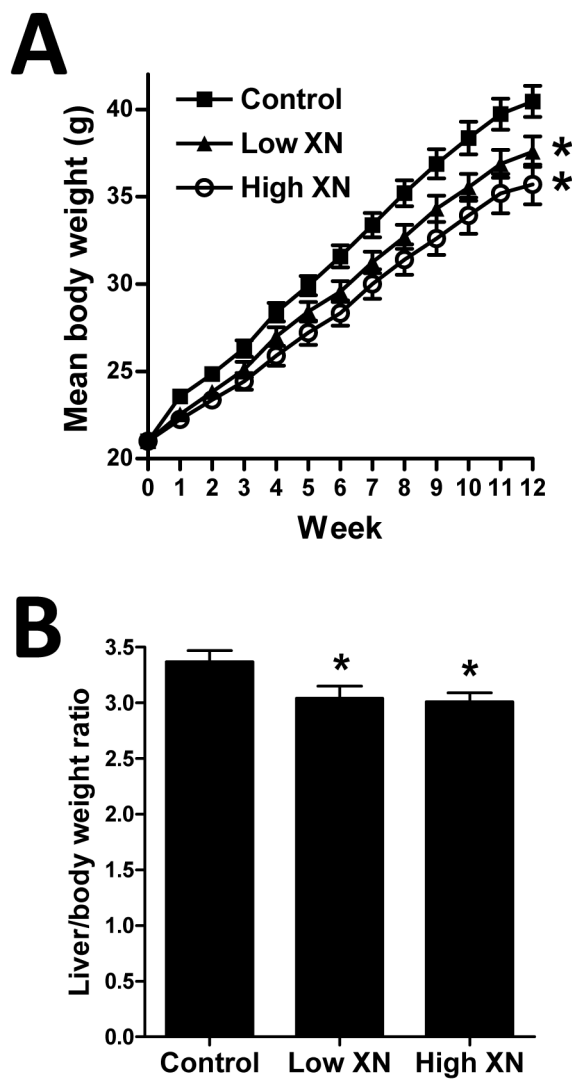 A
Mean body weight (g)
40
35
30
25
20
Control
Low XN
High XN
*
*
0 1 2 3 4 5 6 7 8 9 10 11 12
Week
B
Liver/body weight ratio
3.5
3.0
2.5
2.0
1.5
1.0
0.5
0.0
* *
Control Low XN High XN